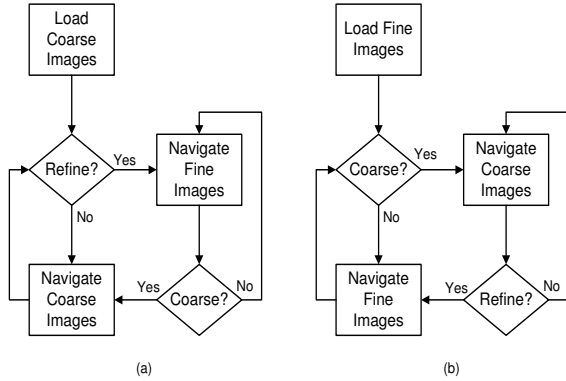 Load
Coarse
Images
Refine?
Yes
Navigate
Fine
Images
No
Navigate
Coarse
Images
Yes
Coarse?
No
(a)
Load Fine
Images
Coarse?
Yes
Navigate
Coarse
Images
No
Navigate
Fine
Images
Yes
Refine?
No
(b)